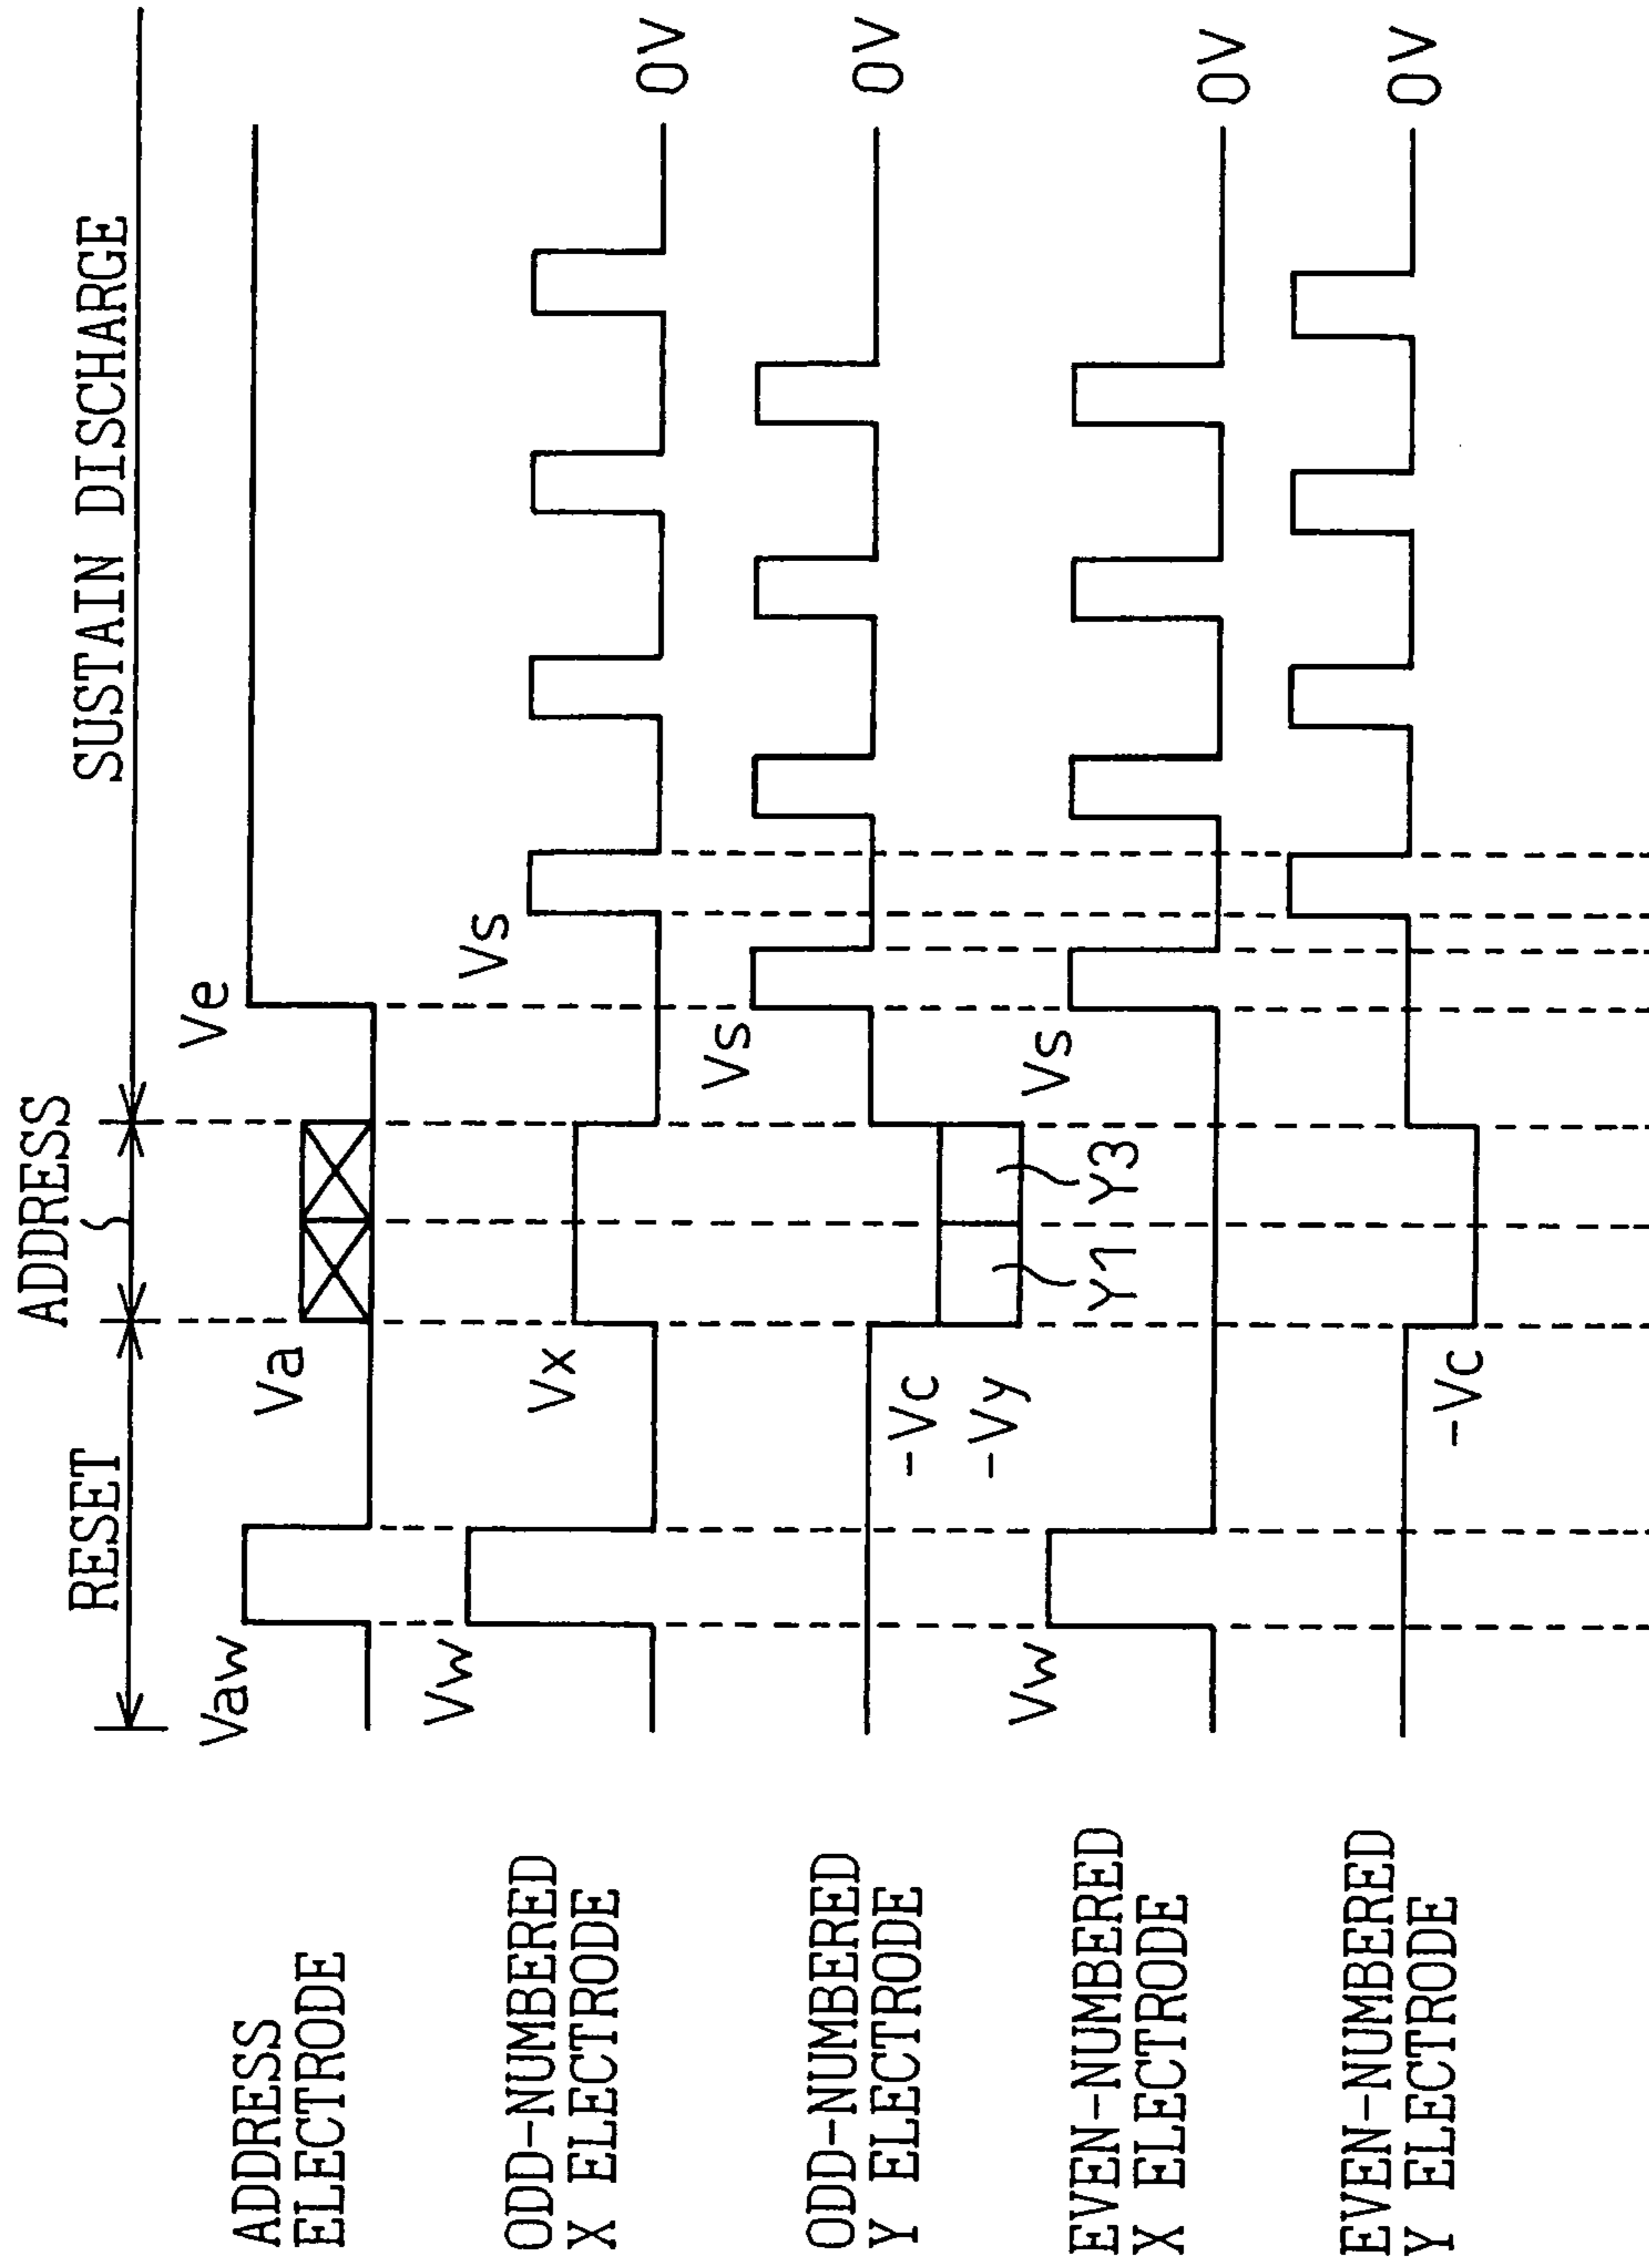 RESET
ADDRESS
SUSTAIN DISCHARGE
ADDRESS
ELECTRODE
Vaw
Va
Ve
ODD-NUMBERED
X ELECTRODE
Vw
Vx
Vs
0V
ODD-NUMBERED
Y ELECTRODE
-Vc
-Vy
Y1
Y3
Vs
0V
EVEN-NUMBERED
X ELECTRODE
Vw
Vs
0V
EVEN-NUMBERED
Y ELECTRODE
-Vc
0V